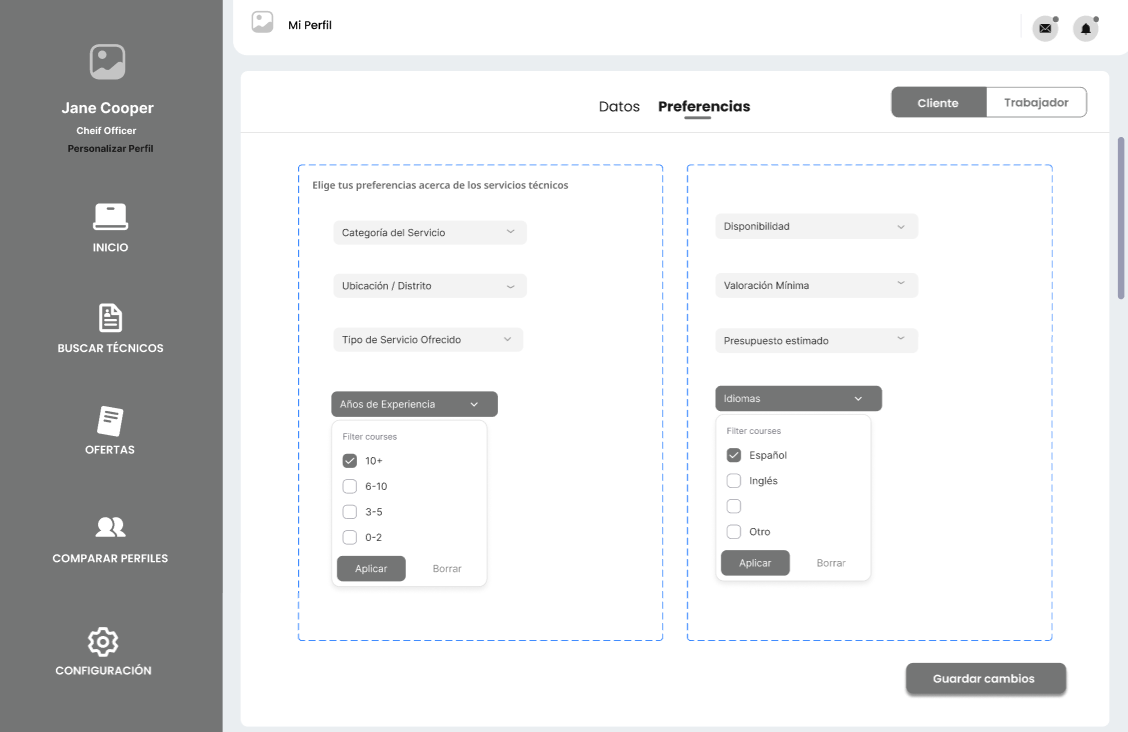 Jane Cooper
Cheif Officer
Personalizar Perfil
INICIO
BUSCAR TÉCNICOS
OFERTAS
COMPARAR PERFILES
CONFIGURACIÓN
Mi Perfil
Datos Preferencias
Cliente Trabajador
Elige tus preferencias acerca de los servicios técnicos
Categoría del Servicio
Ubicación / Distrito
Tipo de Servicio Ofrecido
Años de Experiencia
Filter courses
10+
6-10
3-5
0-2
Aplicar Borrar
Disponibilidad
Valoración Mínima
Presupuesto estimado
Idiomas
Filter courses
Español
Inglés
Otro
Aplicar Borrar
Guardar cambios